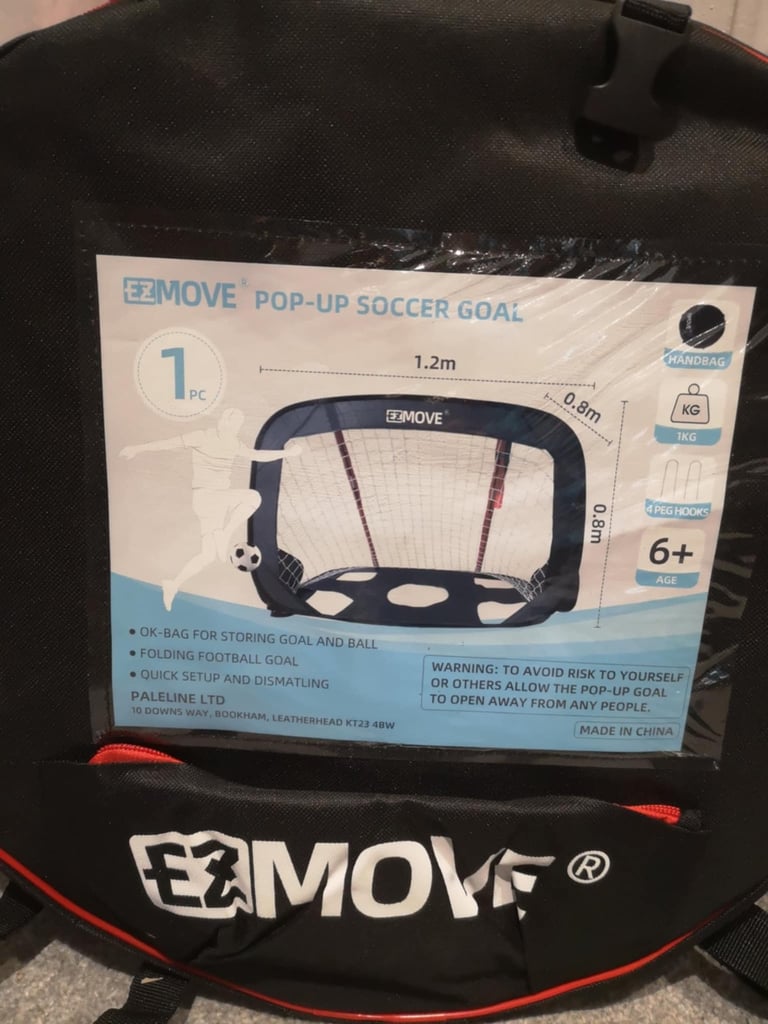 EZMOVE® POP-UP SOCCER GOAL
1 PC
1.2m
0.8m
0.8m
EZMOVE®
HANDBAG
KG
1KG
4 PEG HOOKS
6+
AGE
• OK-BAG FOR STORING GOAL AND BALL
• FOLDING FOOTBALL GOAL
• QUICK SETUP AND DISMATLING
PALELINE LTD
10 DOWNS WAY, BOOKHAM, LEATHERHEAD KT23 4BW
WARNING: TO AVOID RISK TO YOURSELF
OR OTHERS ALLOW THE POP-UP GOAL
TO OPEN AWAY FROM ANY PEOPLE.
MADE IN CHINA
EZMOVE®